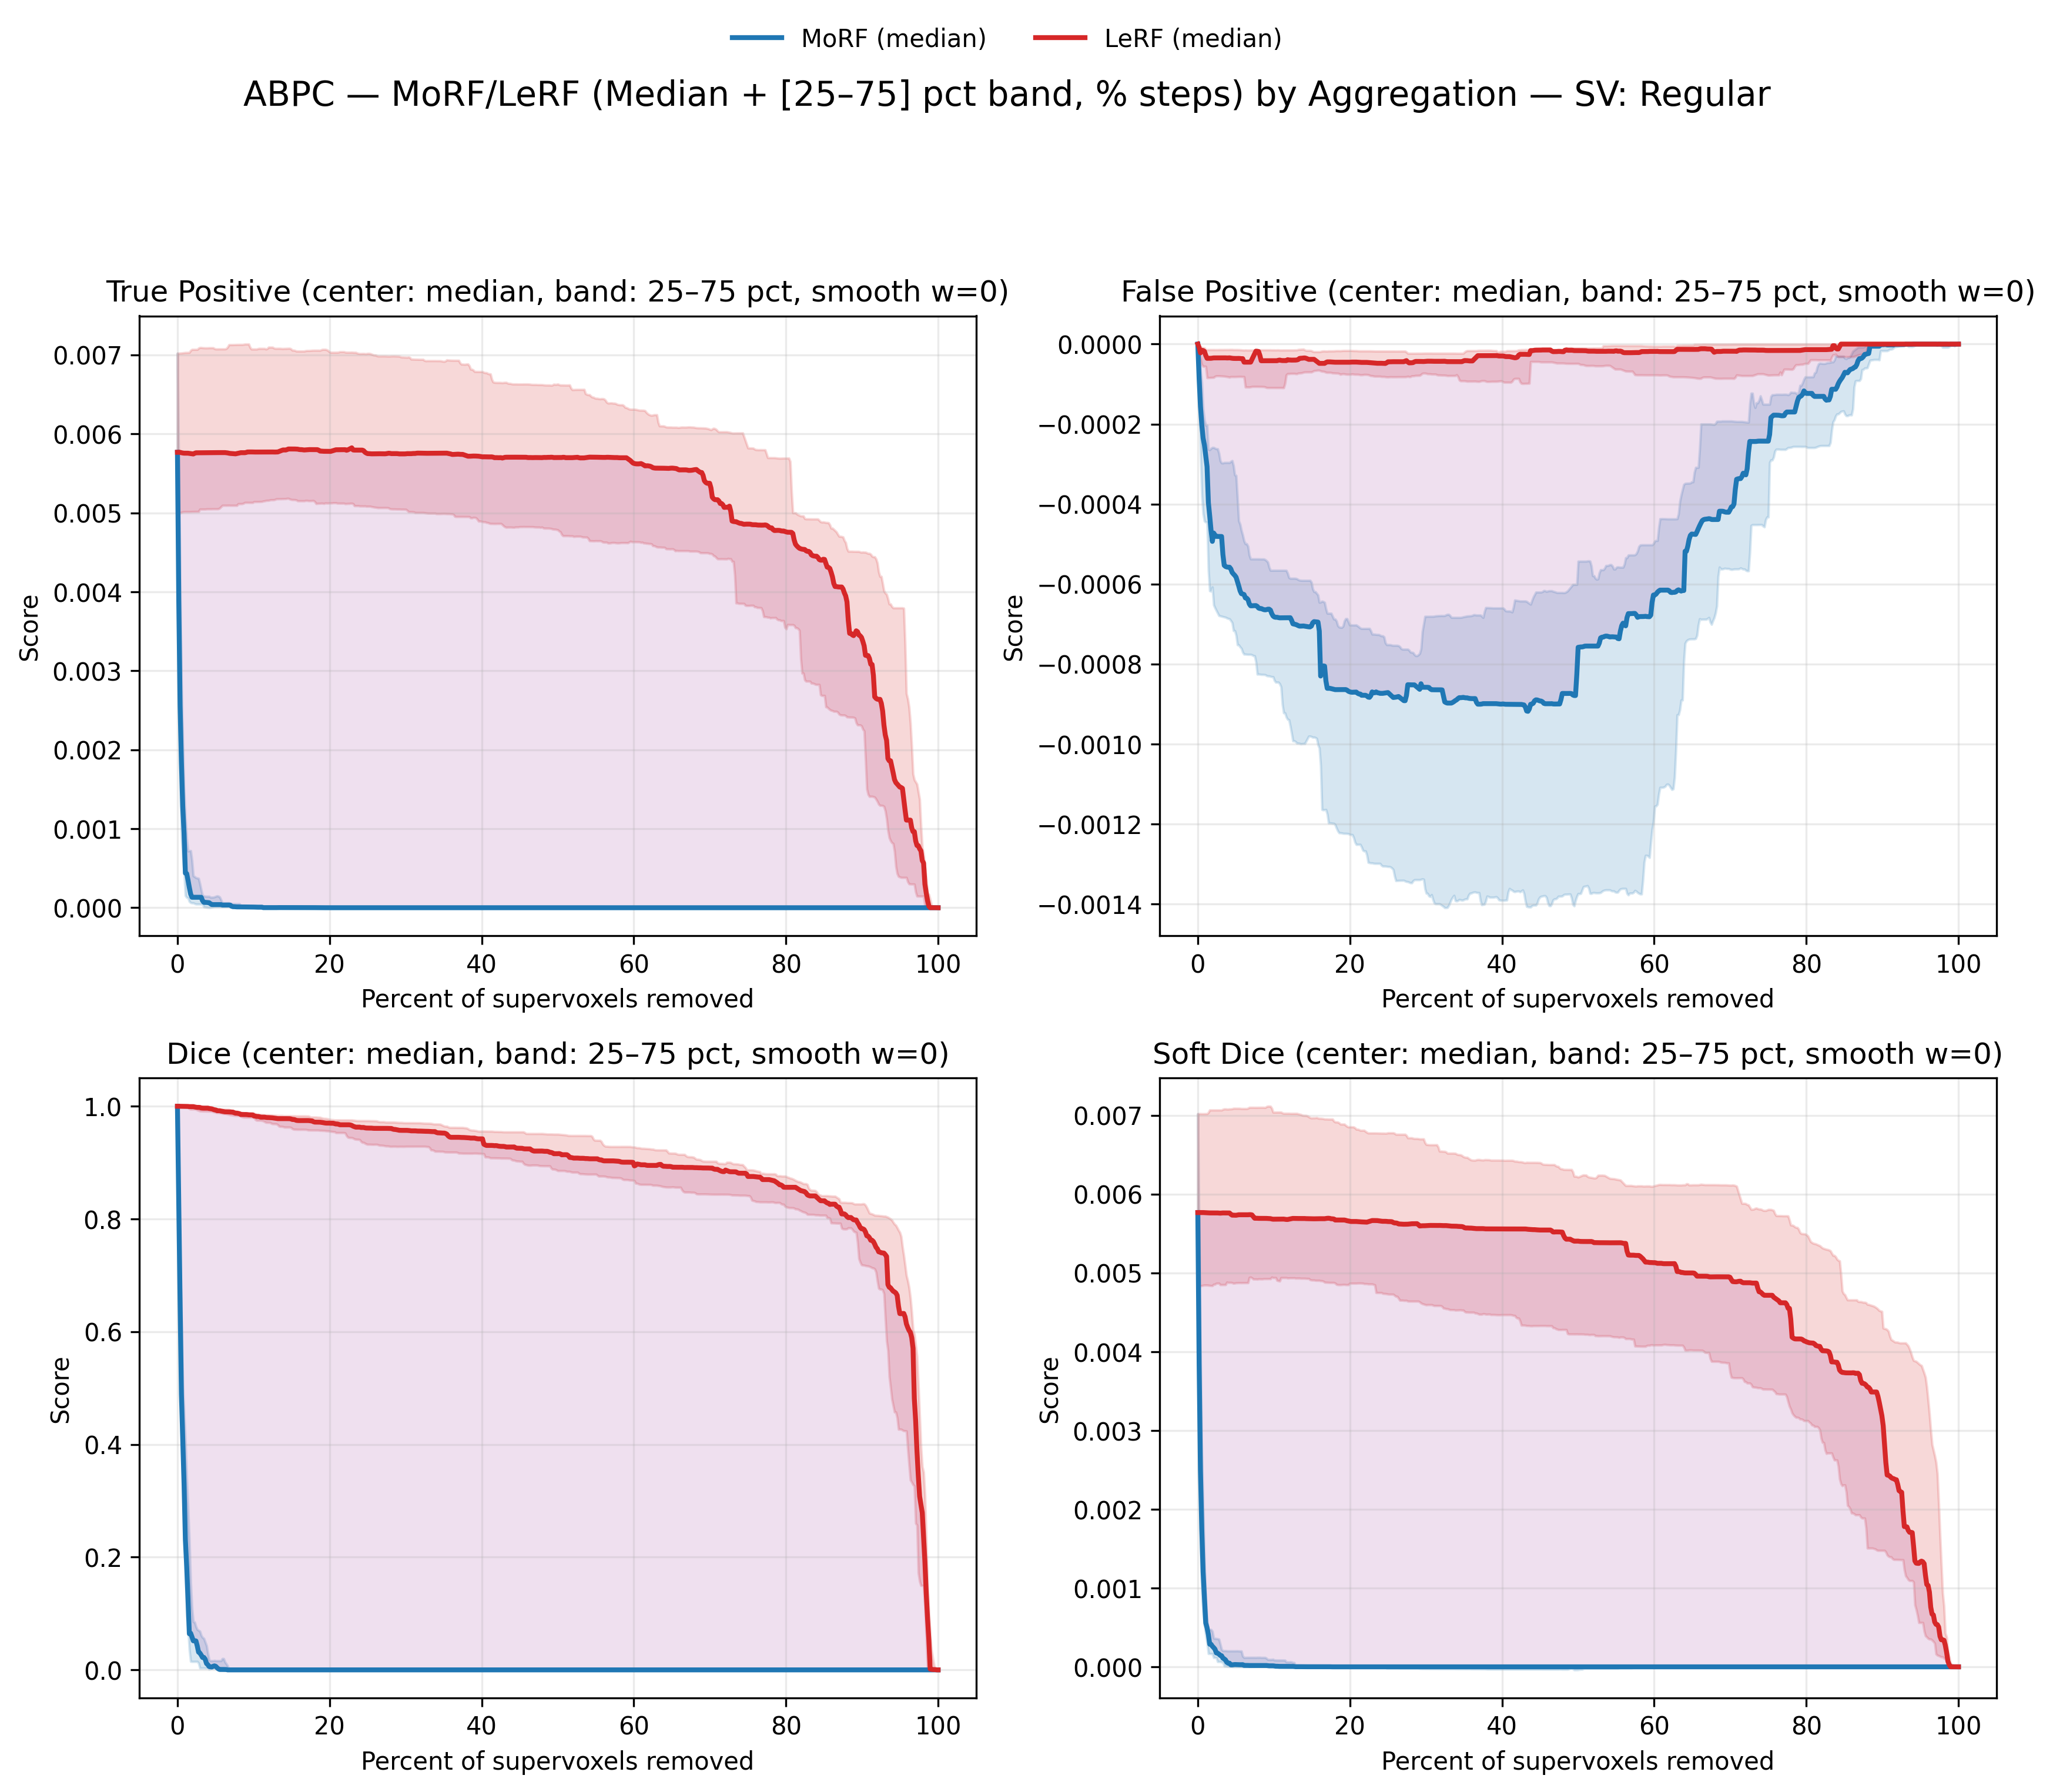 MoRF (median) LeRF (median)
ABPC — MoRF/LeRF (Median + [25–75] pct band, % steps) by Aggregation — SV: Regular
True Positive (center: median, band: 25–75 pct, smooth w=0)
0.007
0.006
0.005
0.004
0.003
0.002
0.001
0.000
Score
0 20 40 60 80 100
Percent of supervoxels removed
False Positive (center: median, band: 25–75 pct, smooth w=0)
0.0000
−0.0002
−0.0004
−0.0006
−0.0008
−0.0010
−0.0012
−0.0014
Score
0 20 40 60 80 100
Percent of supervoxels removed
Dice (center: median, band: 25–75 pct, smooth w=0)
1.0
0.8
0.6
0.4
0.2
0.0
Score
0 20 40 60 80 100
Percent of supervoxels removed
Soft Dice (center: median, band: 25–75 pct, smooth w=0)
0.007
0.006
0.005
0.004
0.003
0.002
0.001
0.000
Score
0 20 40 60 80 100
Percent of supervoxels removed